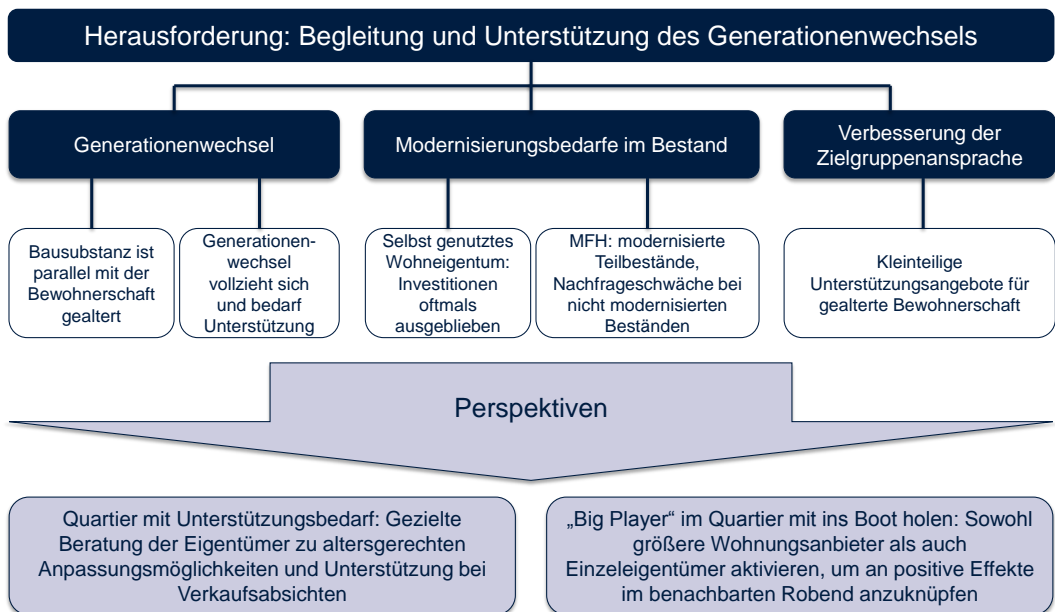 Herausforderung: Begleitung und Unterstützung des Generationenwechsels
Generationenwechsel
Modernisierungsbedarfe im Bestand
Verbesserung der
Zielgruppenansprache
Bausubstanz ist
parallel mit der
Bewohnerschaft
gealtert
Generationen-
wechsel
vollzieht sich
und bedarf
Unterstützung
Selbst genutztes
Wohneigentum:
Investitionen
oftmals
ausgeblieben
MFH: modernisierte
Teilbestände,
Nachfrageschwäche bei
nicht modernisierten
Beständen
Kleinteilige
Unterstützungsangebote für
gealterte Bewohnerschaft
Perspektiven
Quartier mit Unterstützungsbedarf: Gezielte
Beratung der Eigentümer zu altersgerechten
Anpassungsmöglichkeiten und Unterstützung bei
Verkaufsabsichten
„Big Player“ im Quartier mit ins Boot holen: Sowohl
größere Wohnungsanbieter als auch
Einzeleigentümer aktivieren, um an positive Effekte
im benachbarten Robend anzuknüpfen